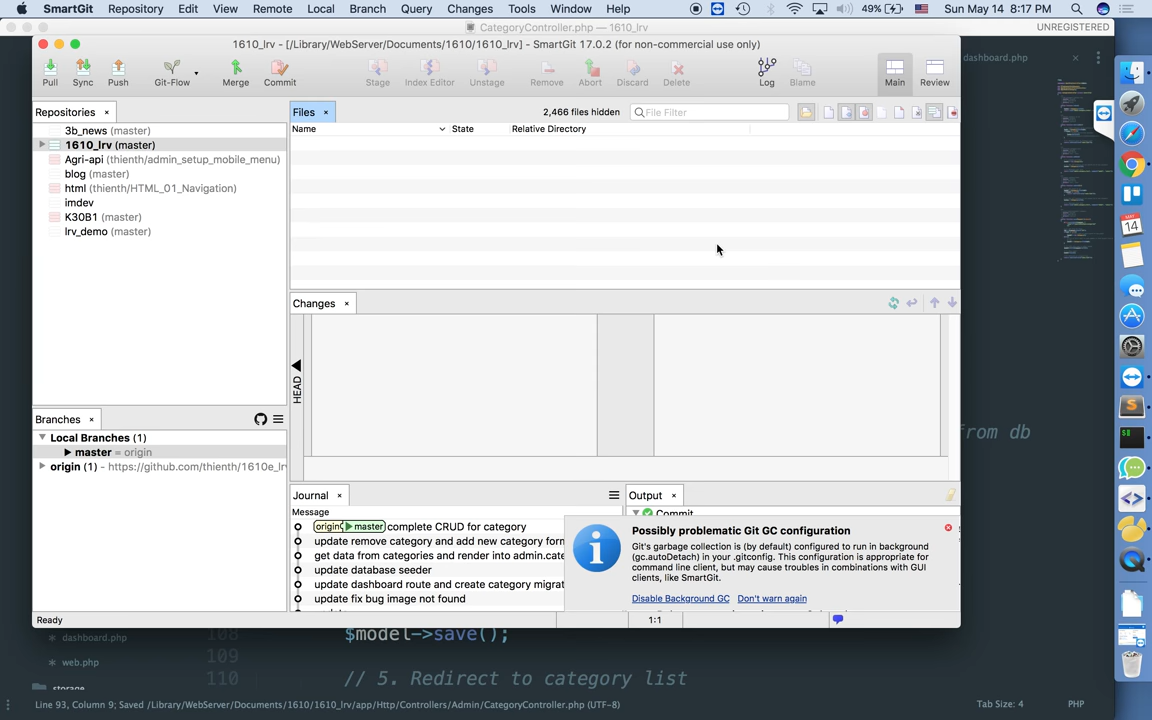 SmartGit Repository Edit View Remote Local Branch Query Changes Tools Window Help 49% Sun May 14 8:17 PM
CategoryController.php — 1610_lrv UNREGISTERED
1610_lrv - [/Library/WebServer/Documents/1610/1610_lrv] - SmartGit 17.0.2 (for non-commercial use only)
dashboard.php ×
Pull Sync Push Git-Flow Merge Commit Stage Index Editor Unstage Remove Abort Discard Delete Log Blame Main Review
Repositories × Files × 2,466 files hidden File Filter
Name State Relative Directory
3b_news (master)
1610_lrv (master)
Agri-api (thienth/admin_setup_mobile_menu)
blog (master)
html (thienth/HTML_01_Navigation)
imdev
K30B1 (master)
lrv_demo (master)
Changes ×
HEAD
Branches ×
Local Branches (1)
master = origin
origin (1) - https://github.com/thienth/1610e_lr
from db
Journal × Output ×
Message
Commit
origin master complete CRUD for category
update remove category and add new category form
get data from categories and render into admin.cate
update database seeder
update dashboard route and create category migrat
update fix bug image not found
Possibly problematic Git GC configuration
Git's garbage collection is (by default) configured to run in background
(gc.autoDetach) in your .gitconfig. This configuration is appropriate for
command line client, but may cause troubles in combinations with GUI
clients, like SmartGit.
Disable Background GC Don't warn again
Ready 1:1
dashboard.php 108 $model->save();
109
web.php
110 // 5. Redirect to category list
storage
Line 93, Column 9; Saved /Library/WebServer/Documents/1610/1610_lrv/app/Http/Controllers/Admin/CategoryController.php (UTF-8) Tab Size: 4 PHP